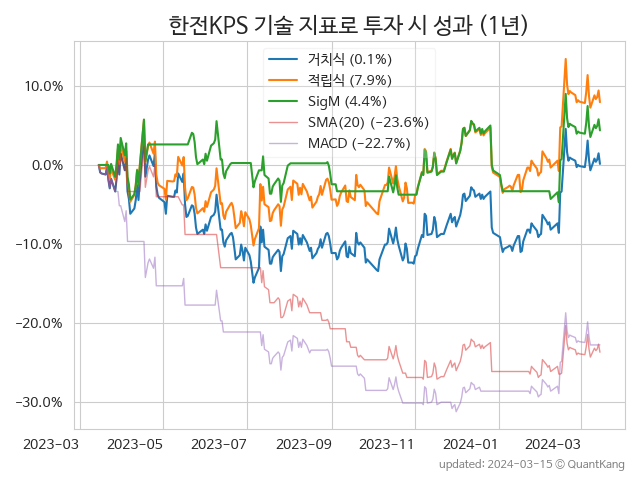 한전KPS 기술 지표로 투자 시 성과 (1년)
거치식 (0.1%)
적립식 (7.9%)
SigM (4.4%)
SMA(20) (−23.6%)
MACD (−22.7%)
10.0%
0.0%
−10.0%
−20.0%
−30.0%
2023-03 2023-05 2023-07 2023-09 2023-11 2024-01 2024-03
updated: 2024-03-15 © QuantKang